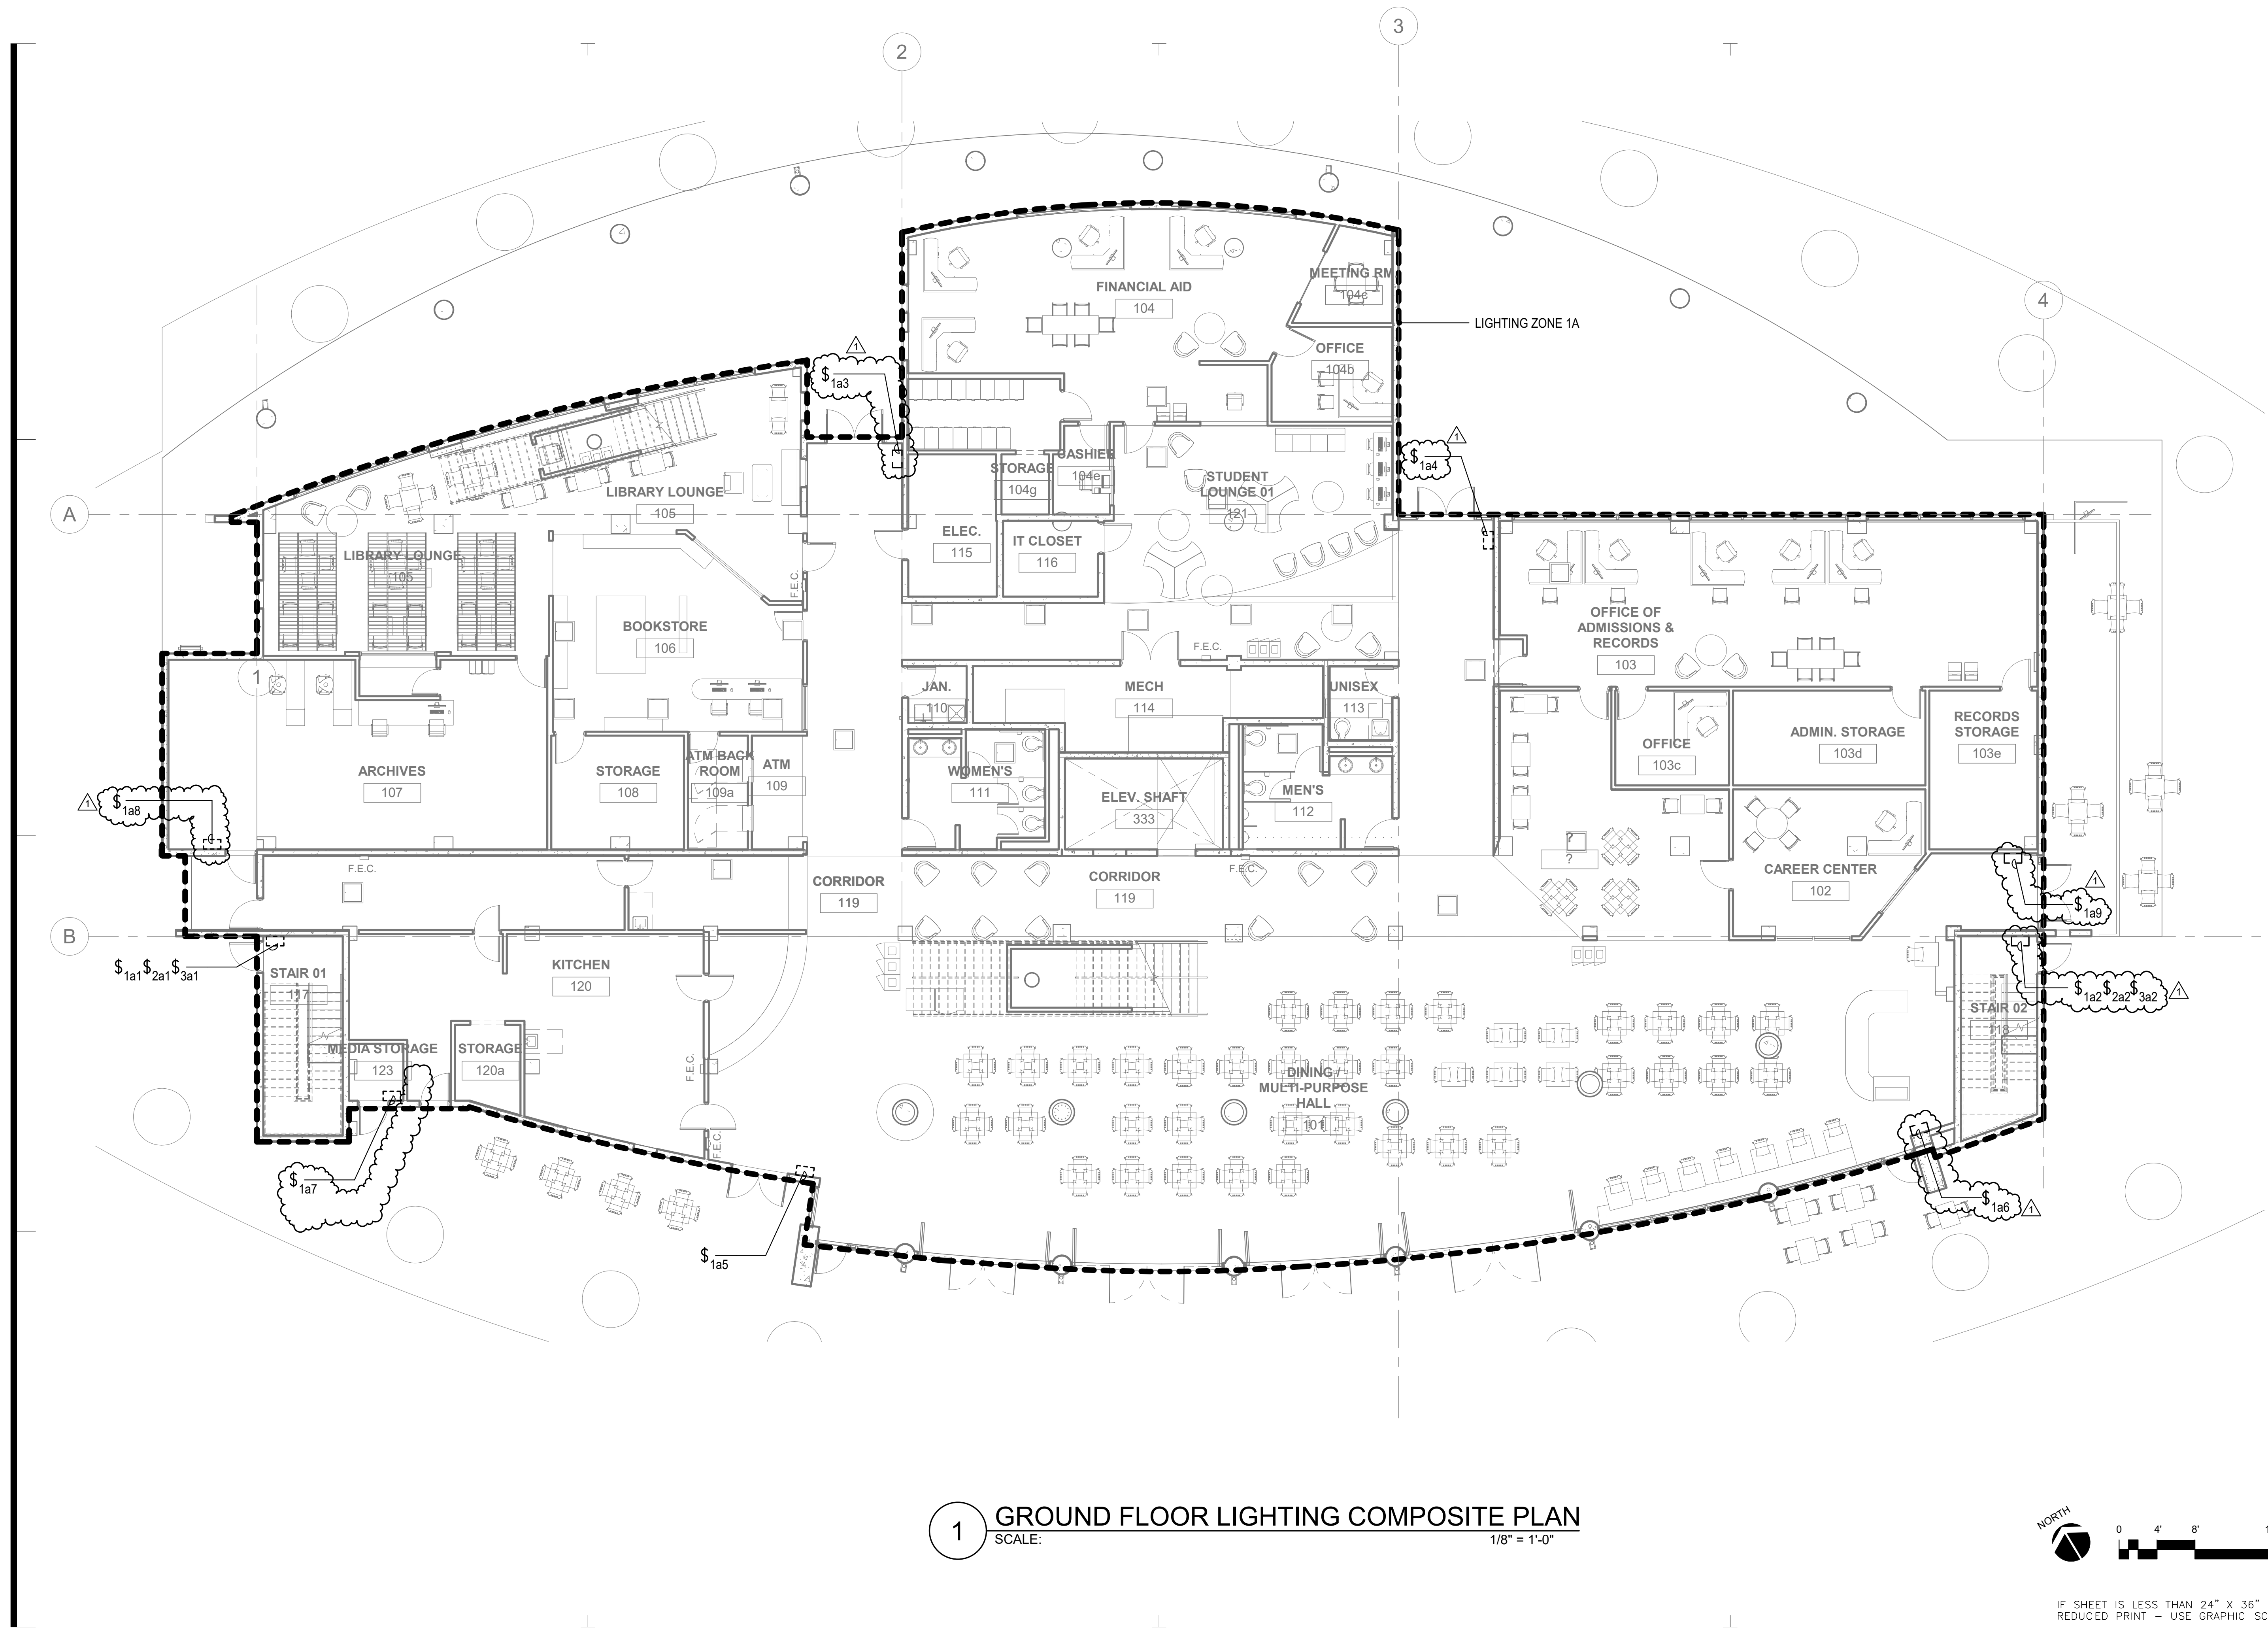 3
2
4
FINANCIAL AID
104
MEETING RM
104c
LIGHTING ZONE 1A
OFFICE
104b
1
$1a3
1
$1a4
STORAGE
104g
CASHIER
104e
STUDENT
LOUNGE 01
121
LIBRARY LOUNGE
105
A
LIBRARY LOUNGE
105
ELEC.
115
IT CLOSET
116
F.E.C.
BOOKSTORE
106
OFFICE OF
ADMISSIONS &
RECORDS
103
F.E.C.
1
JAN.
110
MECH
114
UNISEX
113
ARCHIVES
107
STORAGE
108
ATM BACK
ROOM
109a
ATM
109
WOMEN'S
111
ELEV. SHAFT
333
MEN'S
112
OFFICE
103c
ADMIN. STORAGE
103d
RECORDS
STORAGE
103e
1
$1a8
?
?
F.E.C.
CORRIDOR
119
CORRIDOR
119
F.E.C.
CAREER CENTER
102
1
$1a9
B
$1a1 $2a1 $3a1
STAIR 01
117
KITCHEN
120
$1a2 $2a2 $3a2
1
STAIR 02
118
MEDIA STORAGE
123
STORAGE
120a
F.E.C.
DINING /
MULTI-PURPOSE
HALL
101
F.E.C.
$1a7
$1a6
1
$1a5
1
GROUND FLOOR LIGHTING COMPOSITE PLAN
SCALE:
1/8" = 1'-0"
NORTH
0 4' 8' 1
IF SHEET IS LESS THAN 24" X 36"
REDUCED PRINT – USE GRAPHIC SC